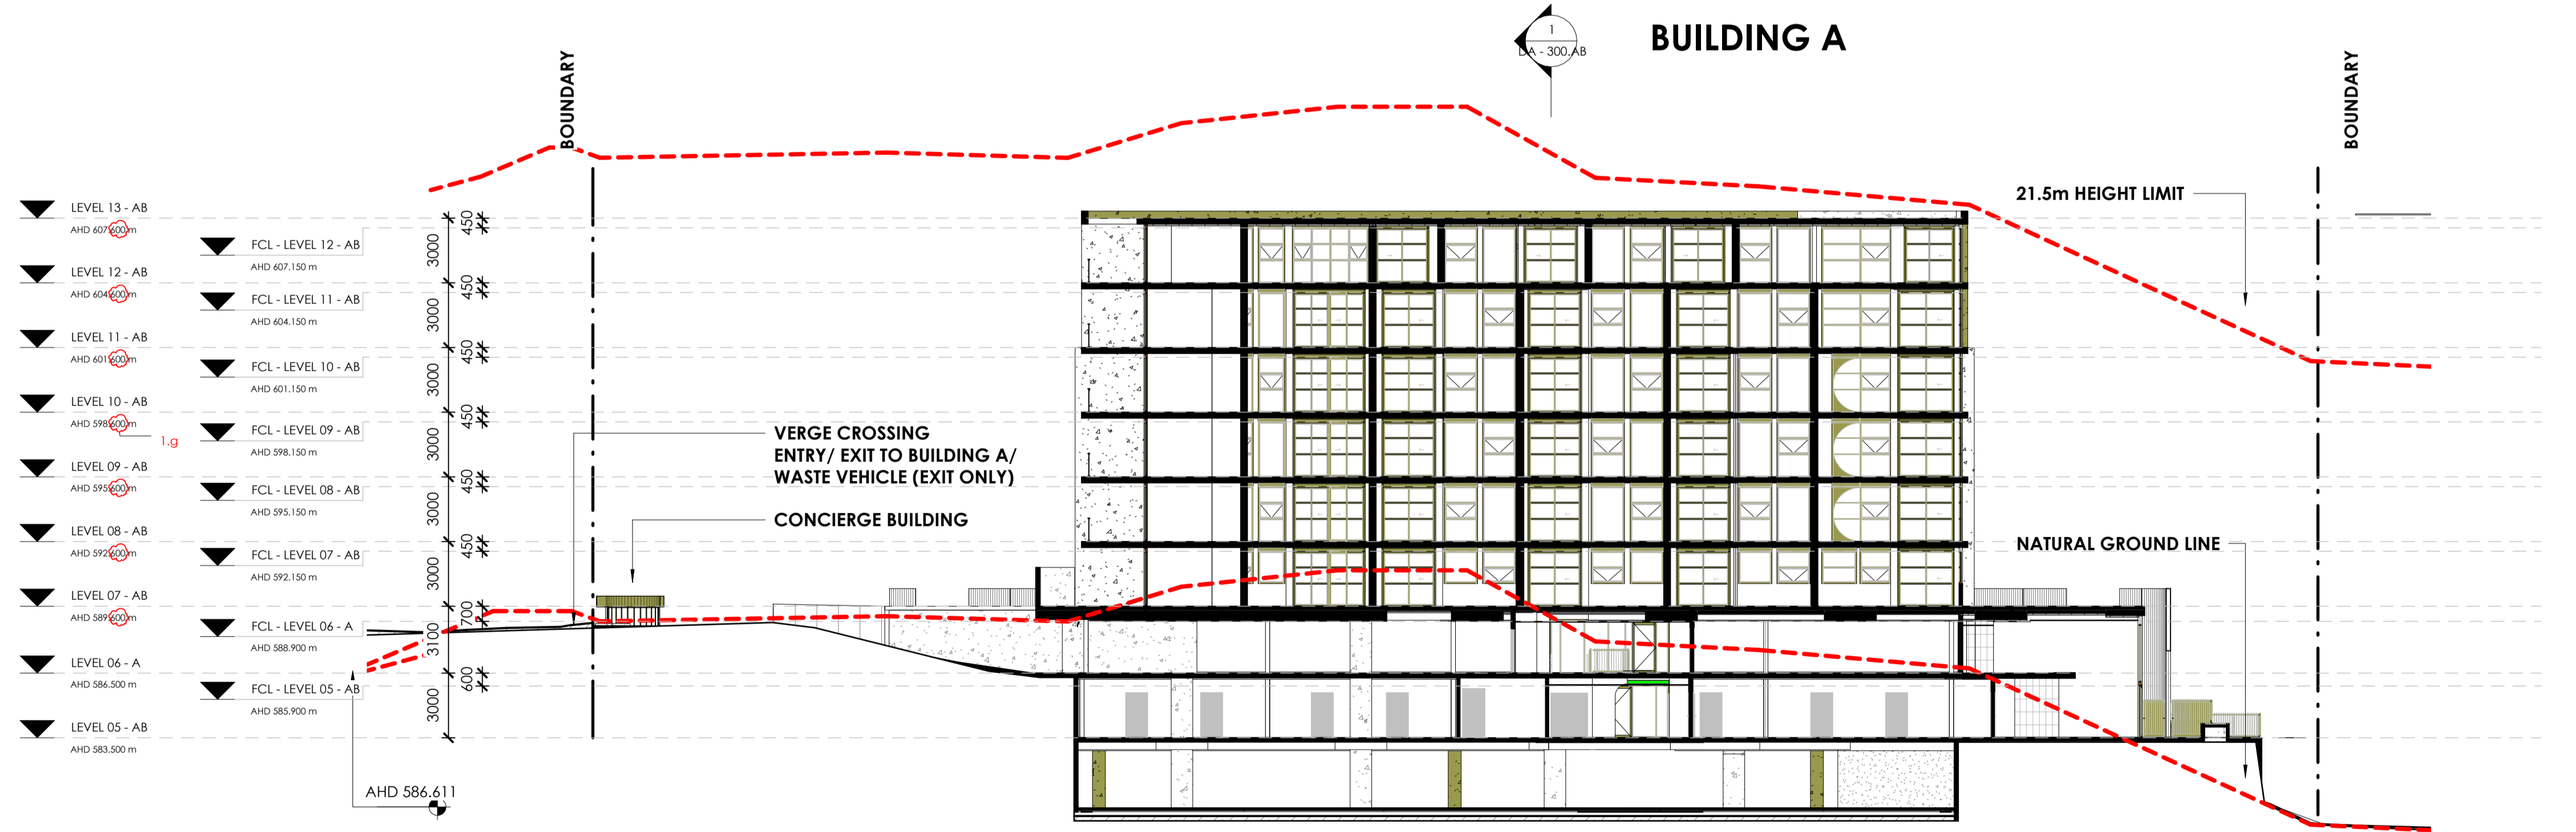 1
DA - 300.AB
BUILDING A
BOUNDARY
BOUNDARY
21.5m HEIGHT LIMIT
LEVEL 13 - AB
AHD 607.600 m
FCL - LEVEL 12 - AB
AHD 607.150 m
LEVEL 12 - AB
AHD 604.600 m
FCL - LEVEL 11 - AB
AHD 604.150 m
LEVEL 11 - AB
AHD 601.600 m
FCL - LEVEL 10 - AB
AHD 601.150 m
LEVEL 10 - AB
AHD 598.600 m
1.g
FCL - LEVEL 09 - AB
AHD 598.150 m
LEVEL 09 - AB
AHD 595.600 m
FCL - LEVEL 08 - AB
AHD 595.150 m
LEVEL 08 - AB
AHD 592.600 m
FCL - LEVEL 07 - AB
AHD 592.150 m
LEVEL 07 - AB
AHD 589.600 m
FCL - LEVEL 06 - A
AHD 588.900 m
LEVEL 06 - A
AHD 586.500 m
FCL - LEVEL 05 - AB
AHD 585.900 m
LEVEL 05 - AB
AHD 583.500 m
AHD 586.611
3000
3000
3000
3000
3000
3000
3100
3000
450
450
450
450
450
450
700
600
VERGE CROSSING
ENTRY/ EXIT TO BUILDING A/
WASTE VEHICLE (EXIT ONLY)
CONCIERGE BUILDING
NATURAL GROUND LINE